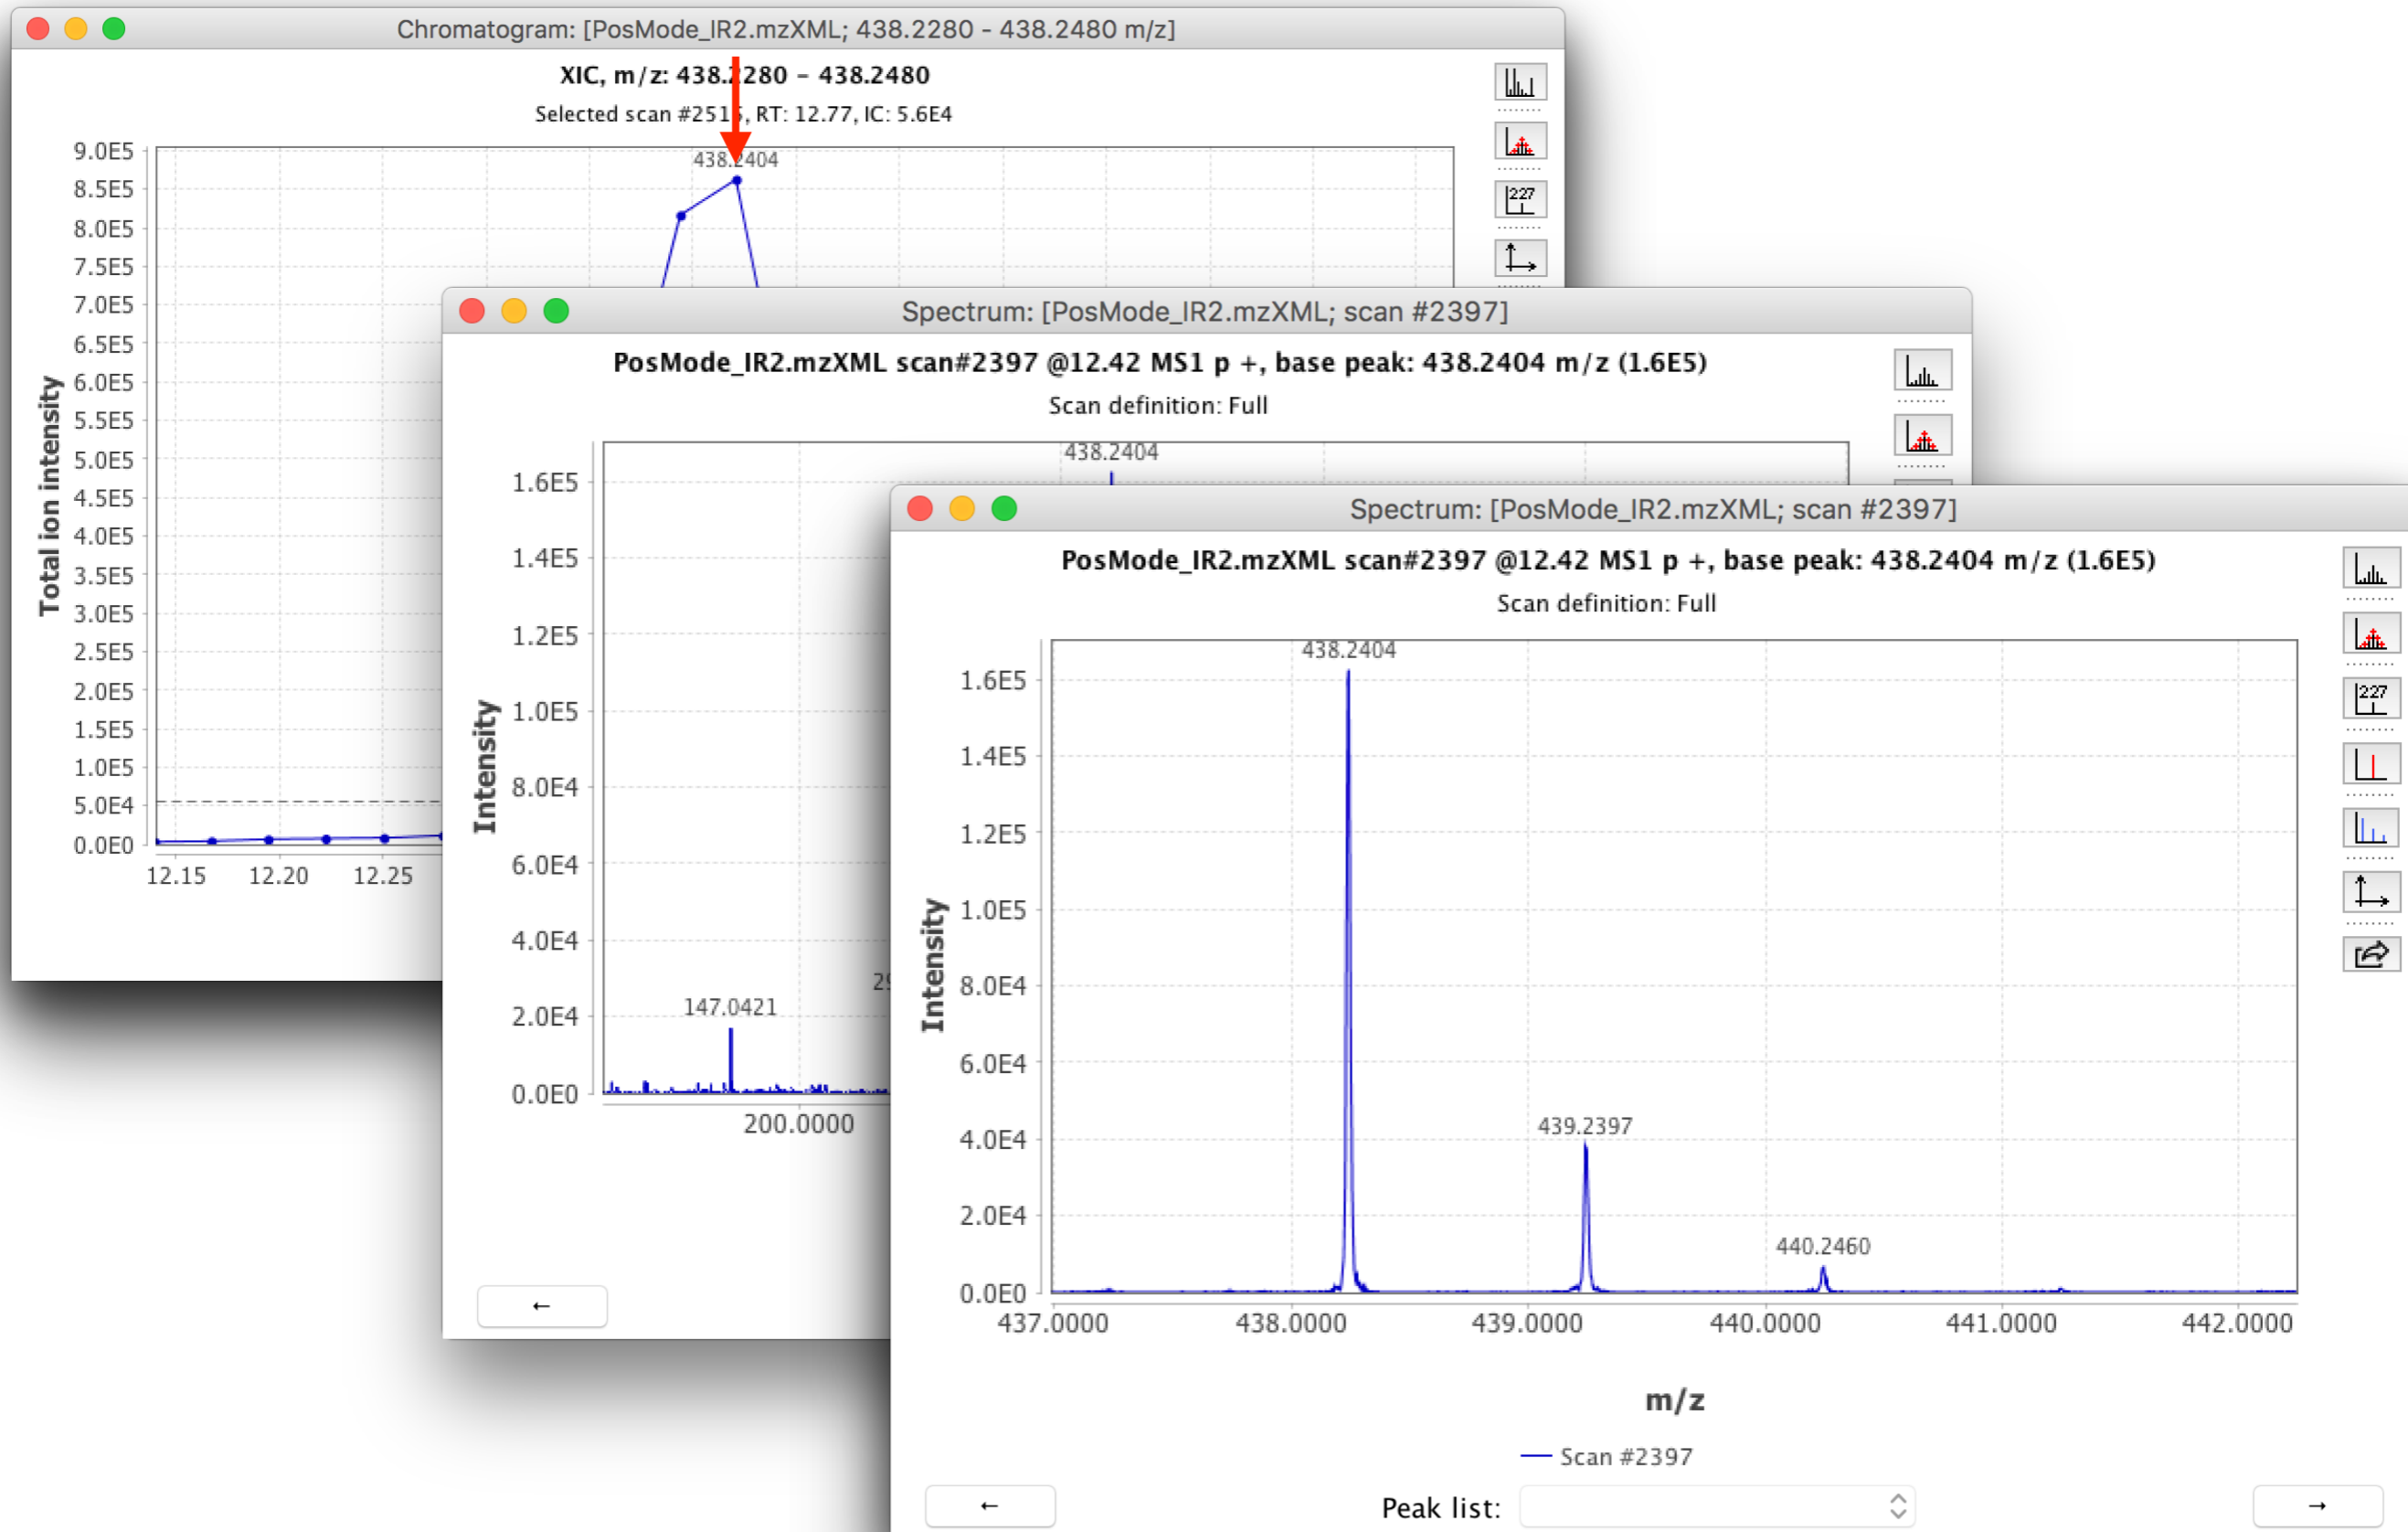 Chromatogram: [PosMode_IR2.mzXML; 438.2280 - 438.2480 m/z]
XIC, m/z: 438.2280 – 438.2480
Selected scan #2515, RT: 12.77, IC: 5.6E4
438.2404
227
Total ion intensity
9.0E5
8.5E5
8.0E5
7.5E5
7.0E5
6.5E5
6.0E5
5.5E5
5.0E5
4.5E5
4.0E5
3.5E5
3.0E5
2.5E5
2.0E5
1.5E5
1.0E5
5.0E4
0.0E0
12.15 12.20 12.25
Spectrum: [PosMode_IR2.mzXML; scan #2397]
PosMode_IR2.mzXML scan#2397 @12.42 MS1 p +, base peak: 438.2404 m/z (1.6E5)
Scan definition: Full
438.2404
Intensity
1.6E5
1.4E5
1.2E5
1.0E5
8.0E4
6.0E4
4.0E4
2.0E4
0.0E0
147.0421
200.0000
←
Spectrum: [PosMode_IR2.mzXML; scan #2397]
PosMode_IR2.mzXML scan#2397 @12.42 MS1 p +, base peak: 438.2404 m/z (1.6E5)
Scan definition: Full
438.2404
227
Intensity
1.6E5
1.4E5
1.2E5
1.0E5
8.0E4
6.0E4
4.0E4
2.0E4
0.0E0
439.2397
440.2460
437.0000 438.0000 439.0000 440.0000 441.0000 442.0000
m/z
Scan #2397
← Peak list: →